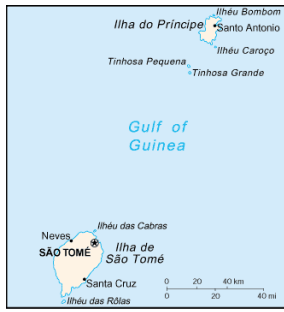 Ilhéu Bombom
Ilha do Príncipe
Santo Antonio
Ilhéu Caroço
Tinhosa Pequena
Tinhosa Grande
Gulf of
Guinea
Ilhéu das Cabras
Neves
SÃO TOMÉ
Ilha de
São Tomé
Santa Cruz
Ilhéu das Rôlas
0 20 40 km
0 20 40 mi